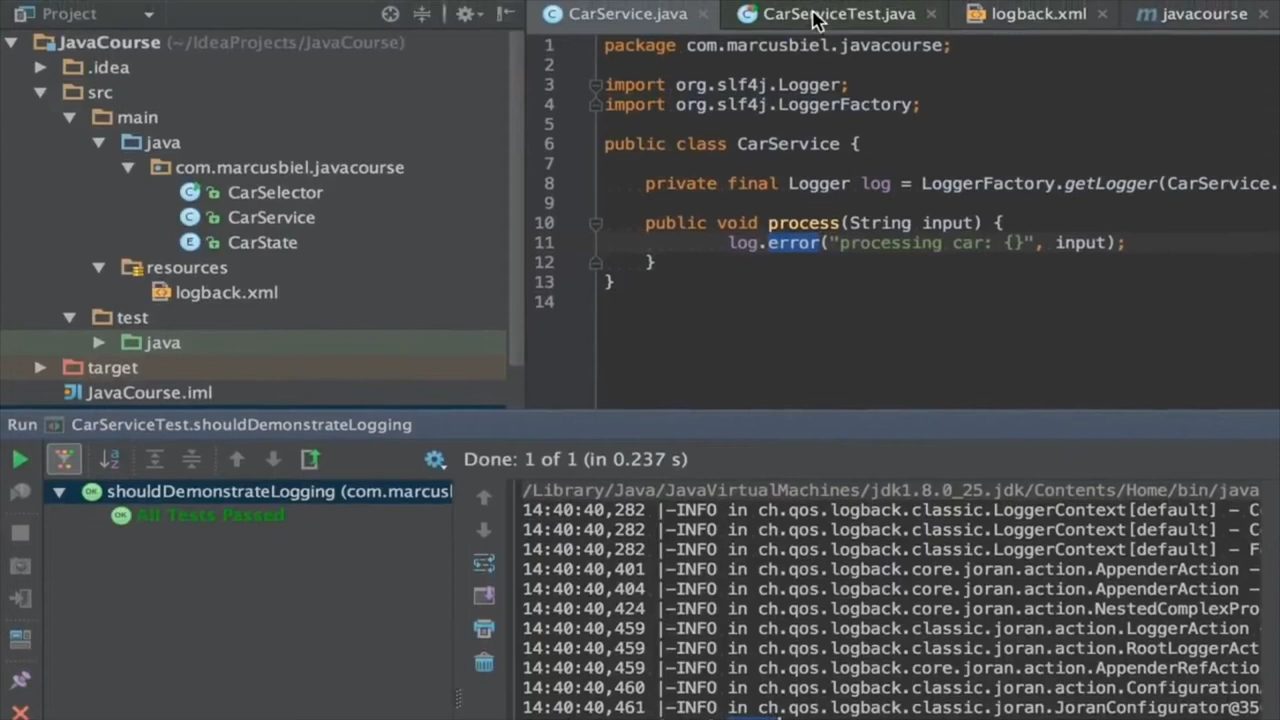 Project
JavaCourse (~/IdeaProjects/JavaCourse)
.idea
src
main
java
com.marcusbiel.javacourse
CarSelector
CarService
CarState
resources
logback.xml
test
java
target
JavaCourse.iml
CarService.java
CarServiceTest.java
logback.xml
javacourse
1 package com.marcusbiel.javacourse;
2
3 import org.slf4j.Logger;
4 import org.slf4j.LoggerFactory;
5
6 public class CarService {
7
8 private final Logger log = LoggerFactory.getLogger(CarService.
9
10 public void process(String input) {
11 log.error("processing car: {}", input);
12 }
13 }
14
Run CarServiceTest.shouldDemonstrateLogging
Done: 1 of 1 (in 0.237 s)
shouldDemonstrateLogging (com.marcus
All Tests Passed
/Library/Java/JavaVirtualMachines/jdk1.8.0_25.jdk/Contents/Home/bin/java
14:40:40,282 |-INFO in ch.qos.logback.classic.LoggerContext[default] - C
14:40:40,282 |-INFO in ch.qos.logback.classic.LoggerContext[default] - C
14:40:40,282 |-INFO in ch.qos.logback.classic.LoggerContext[default] - F
14:40:40,401 |-INFO in ch.qos.logback.core.joran.action.AppenderAction -
14:40:40,404 |-INFO in ch.qos.logback.core.joran.action.AppenderAction -
14:40:40,424 |-INFO in ch.qos.logback.core.joran.action.NestedComplexPro
14:40:40,459 |-INFO in ch.qos.logback.classic.joran.action.LoggerAction
14:40:40,459 |-INFO in ch.qos.logback.classic.joran.action.RootLoggerAct
14:40:40,459 |-INFO in ch.qos.logback.core.joran.action.AppenderRefActio
14:40:40,460 |-INFO in ch.qos.logback.classic.joran.action.Configuration
14:40:40,461 |-INFO in ch.qos.logback.classic.joran.JoranConfigurator@35